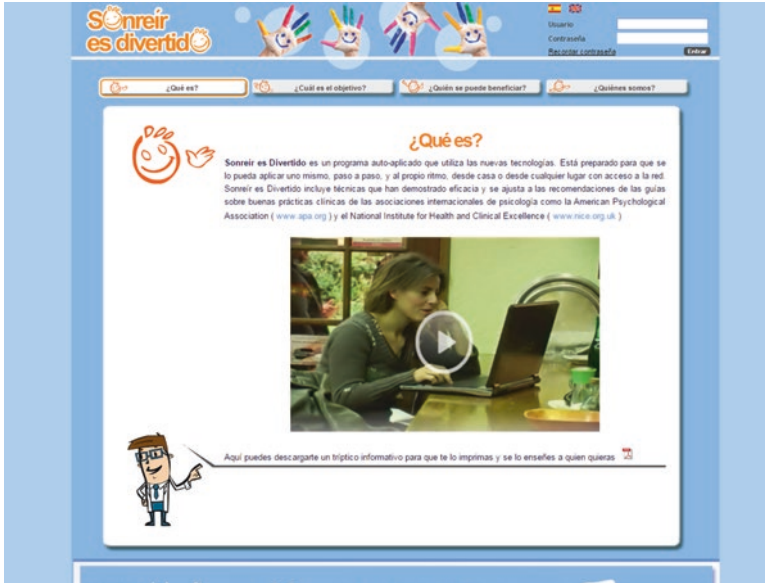 Sonreír
es divertido
Usuario
Contraseña
Recordar contraseña
Entrar
¿Qué es?
¿Cuál es el objetivo?
¿Quién se puede beneficiar?
¿Quiénes somos?
¿Qué es?
Sonreir es Divertido es un programa auto-aplicado que utiliza las nuevas tecnologías. Está preparado para que se
lo pueda aplicar uno mismo, paso a paso, y al propio ritmo, desde casa o desde cualquier lugar con acceso a la red.
Sonreír es Divertido incluye técnicas que han demostrado eficacia y se ajusta a las recomendaciones de las guías
sobre buenas prácticas clínicas de las asociaciones internacionales de psicología como la American Psychological
Association ( www.apa.org ) y el National Institute for Health and Clinical Excellence ( www.nice.org.uk )
Aquí puedes descargarte un tríptico informativo para que te lo imprimas y se lo enseñes a quien quieras